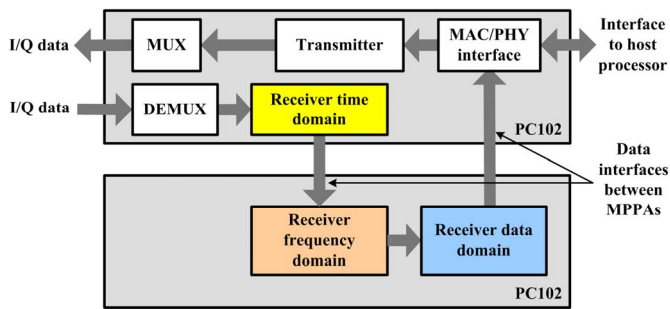 I/Q data
MUX
Transmitter
MAC/PHY
interface
Interface
to host
processor
I/Q data
DEMUX
Receiver time
domain
PC102
Data
interfaces
between
MPPAs
Receiver
frequency
domain
Receiver data
domain
PC102